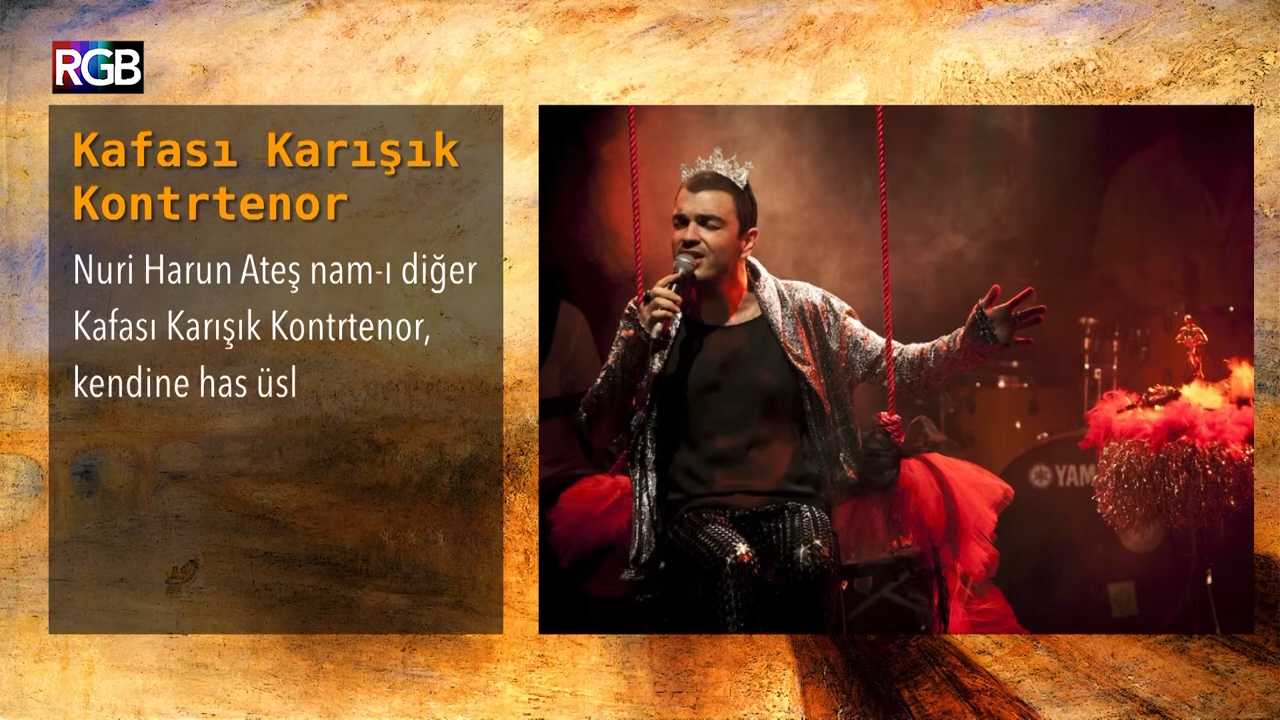 RGB
Kafası Karışık
Kontrtenor
Nuri Harun Ateş nam-ı diğer
Kafası Karışık Kontrtenor,
kendine has üsl
YAM